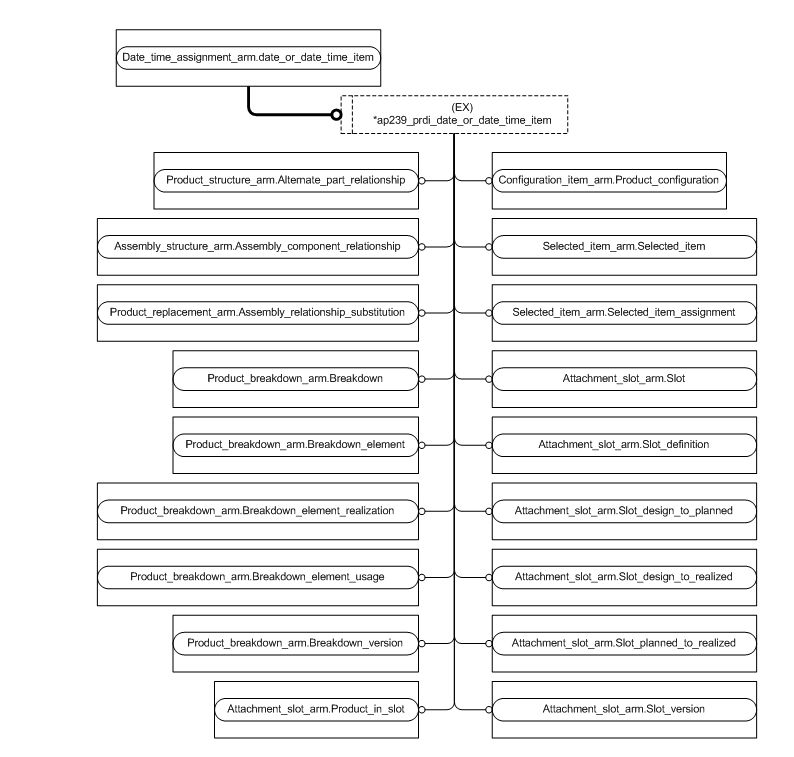 Date_time_assignment_arm.date_or_date_time_item
(EX)
*ap239_prdi_date_or_date_time_item
Product_structure_arm.Alternate_part_relationship
Configuration_item_arm.Product_configuration
Assembly_structure_arm.Assembly_component_relationship
Selected_item_arm.Selected_item
Product_replacement_arm.Assembly_relationship_substitution
Selected_item_arm.Selected_item_assignment
Product_breakdown_arm.Breakdown
Attachment_slot_arm.Slot
Product_breakdown_arm.Breakdown_element
Attachment_slot_arm.Slot_definition
Product_breakdown_arm.Breakdown_element_realization
Attachment_slot_arm.Slot_design_to_planned
Product_breakdown_arm.Breakdown_element_usage
Attachment_slot_arm.Slot_design_to_realized
Product_breakdown_arm.Breakdown_version
Attachment_slot_arm.Slot_planned_to_realized
Attachment_slot_arm.Product_in_slot
Attachment_slot_arm.Slot_version